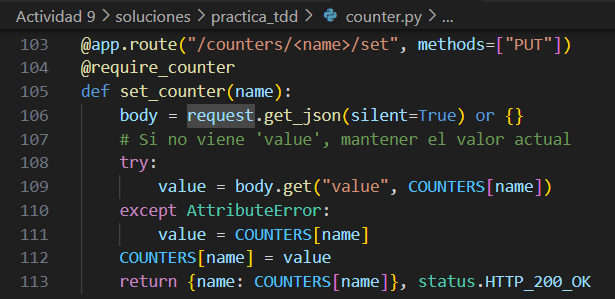 Actividad 9 > soluciones > practica_tdd > counter.py > ...
103 @app.route("/counters/<name>/set", methods=["PUT"])
104 @require_counter
105 def set_counter(name):
106     body = request.get_json(silent=True) or {}
107     # Si no viene 'value', mantener el valor actual
108     try:
109         value = body.get("value", COUNTERS[name])
110     except AttributeError:
111         value = COUNTERS[name]
112     COUNTERS[name] = value
113     return {name: COUNTERS[name]}, status.HTTP_200_OK